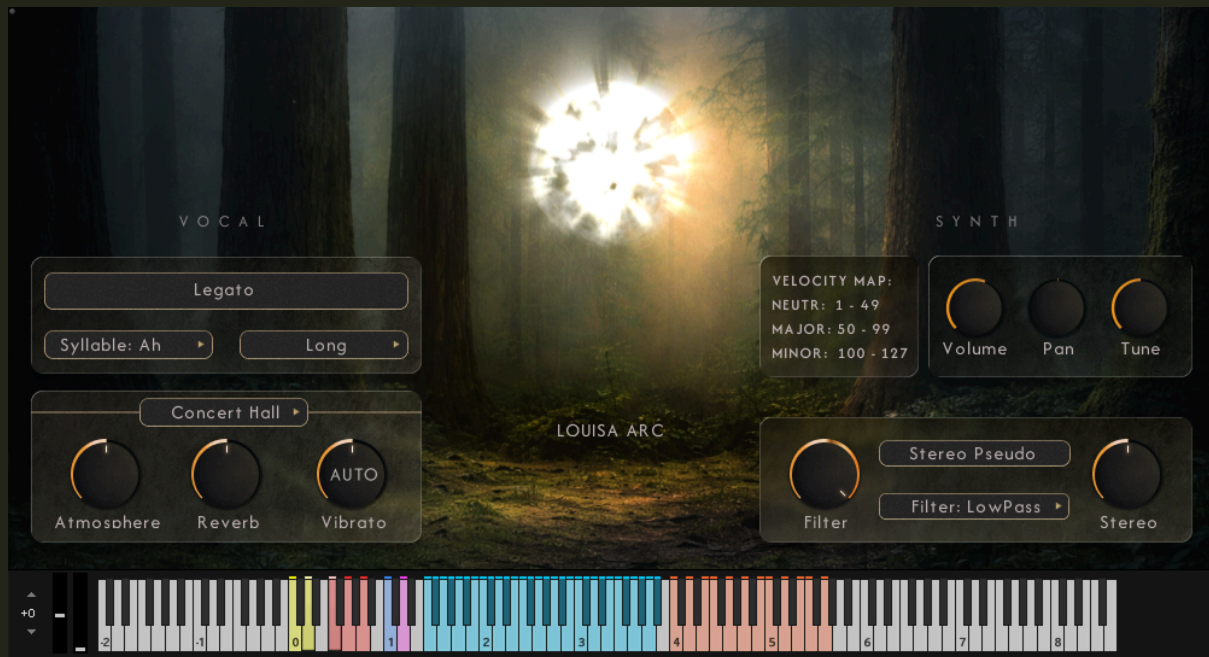 VOCAL
SYNTH
Legato
Syllable: Ah
Long
VELOCITY MAP:
NEUTR: 1 - 49
MAJOR: 50 - 99
MINOR: 100 - 127
Volume
Pan
Tune
Concert Hall
AUTO
Atmosphere
Reverb
Vibrato
LOUISA ARC
Stereo Pseudo
Filter: LowPass
Filter
Stereo
+0
-2 -1 0 1 2 3 4 5 6 7 8